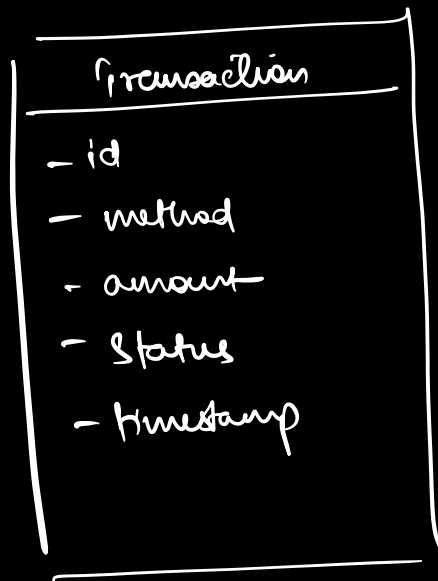 Transaction
- id
- method
- amount
- status
- timestamp